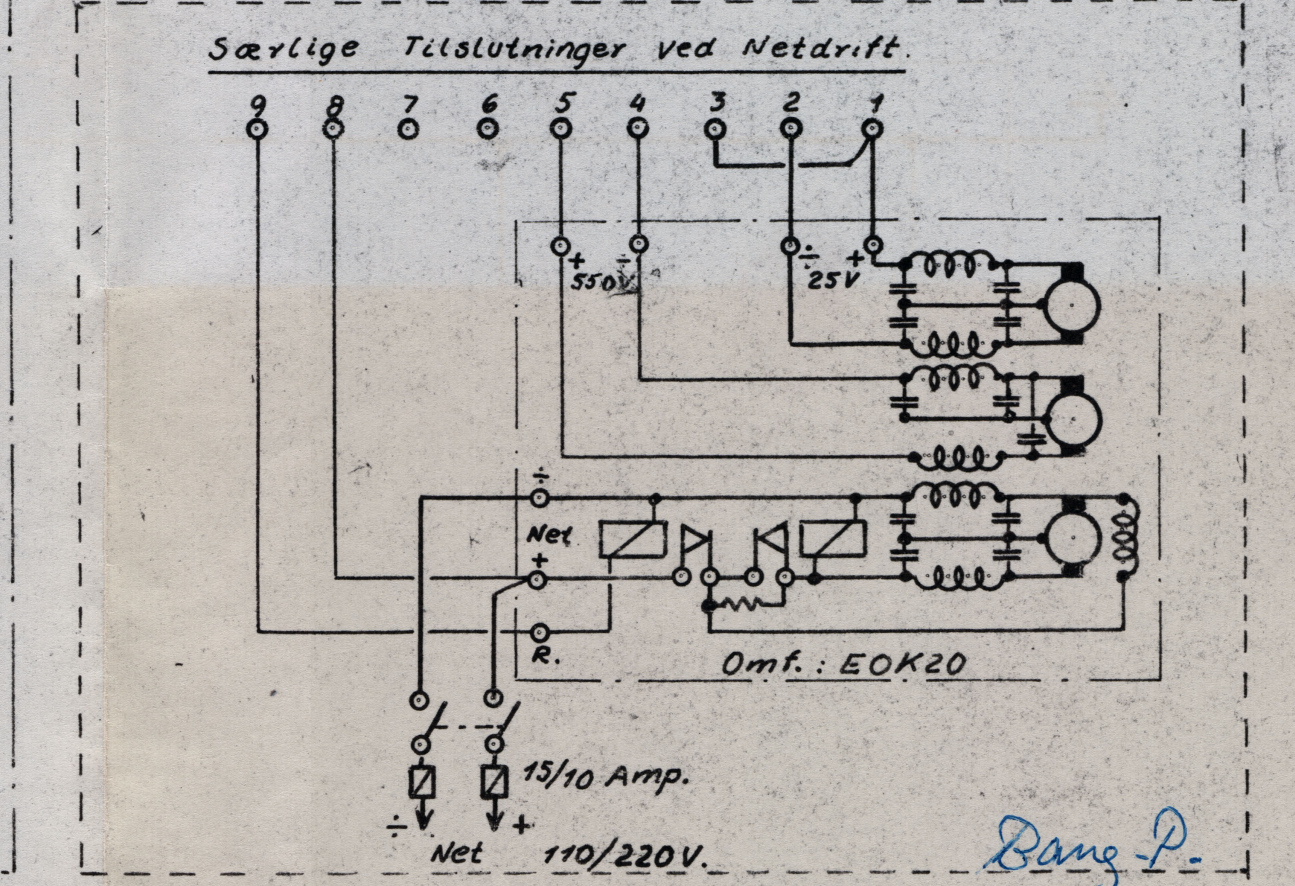 Særlige Tilslutninger ved Netdrift.
9 8 7 6 5 4 3 2 1
+ ÷ ÷ +
550V 25V
÷
Net
+
R.
Omf. : EOK20
15/10 Amp.
÷ +
Net 110/220V.
Bang-P.